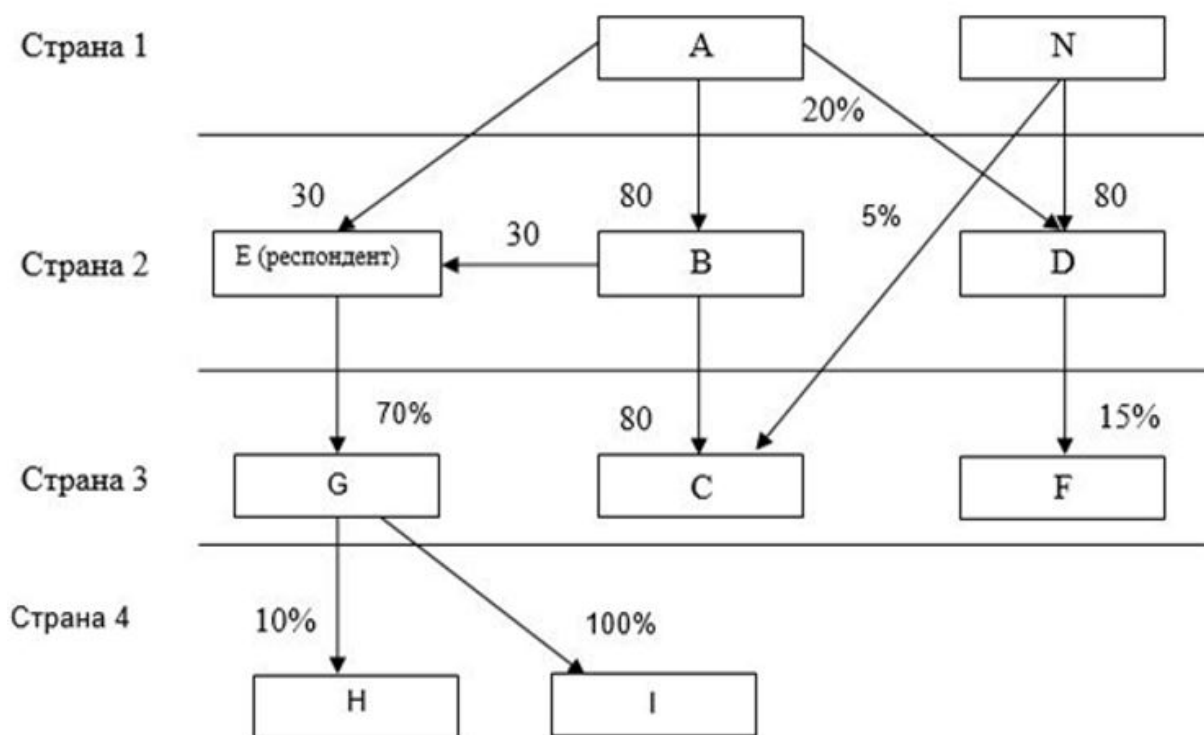 Страна 1
A
N
20%
30
80
5%
80
Страна 2
E (респондент)
30
B
D
70%
80
15%
Страна 3
G
C
F
Страна 4
10%
100%
H
I